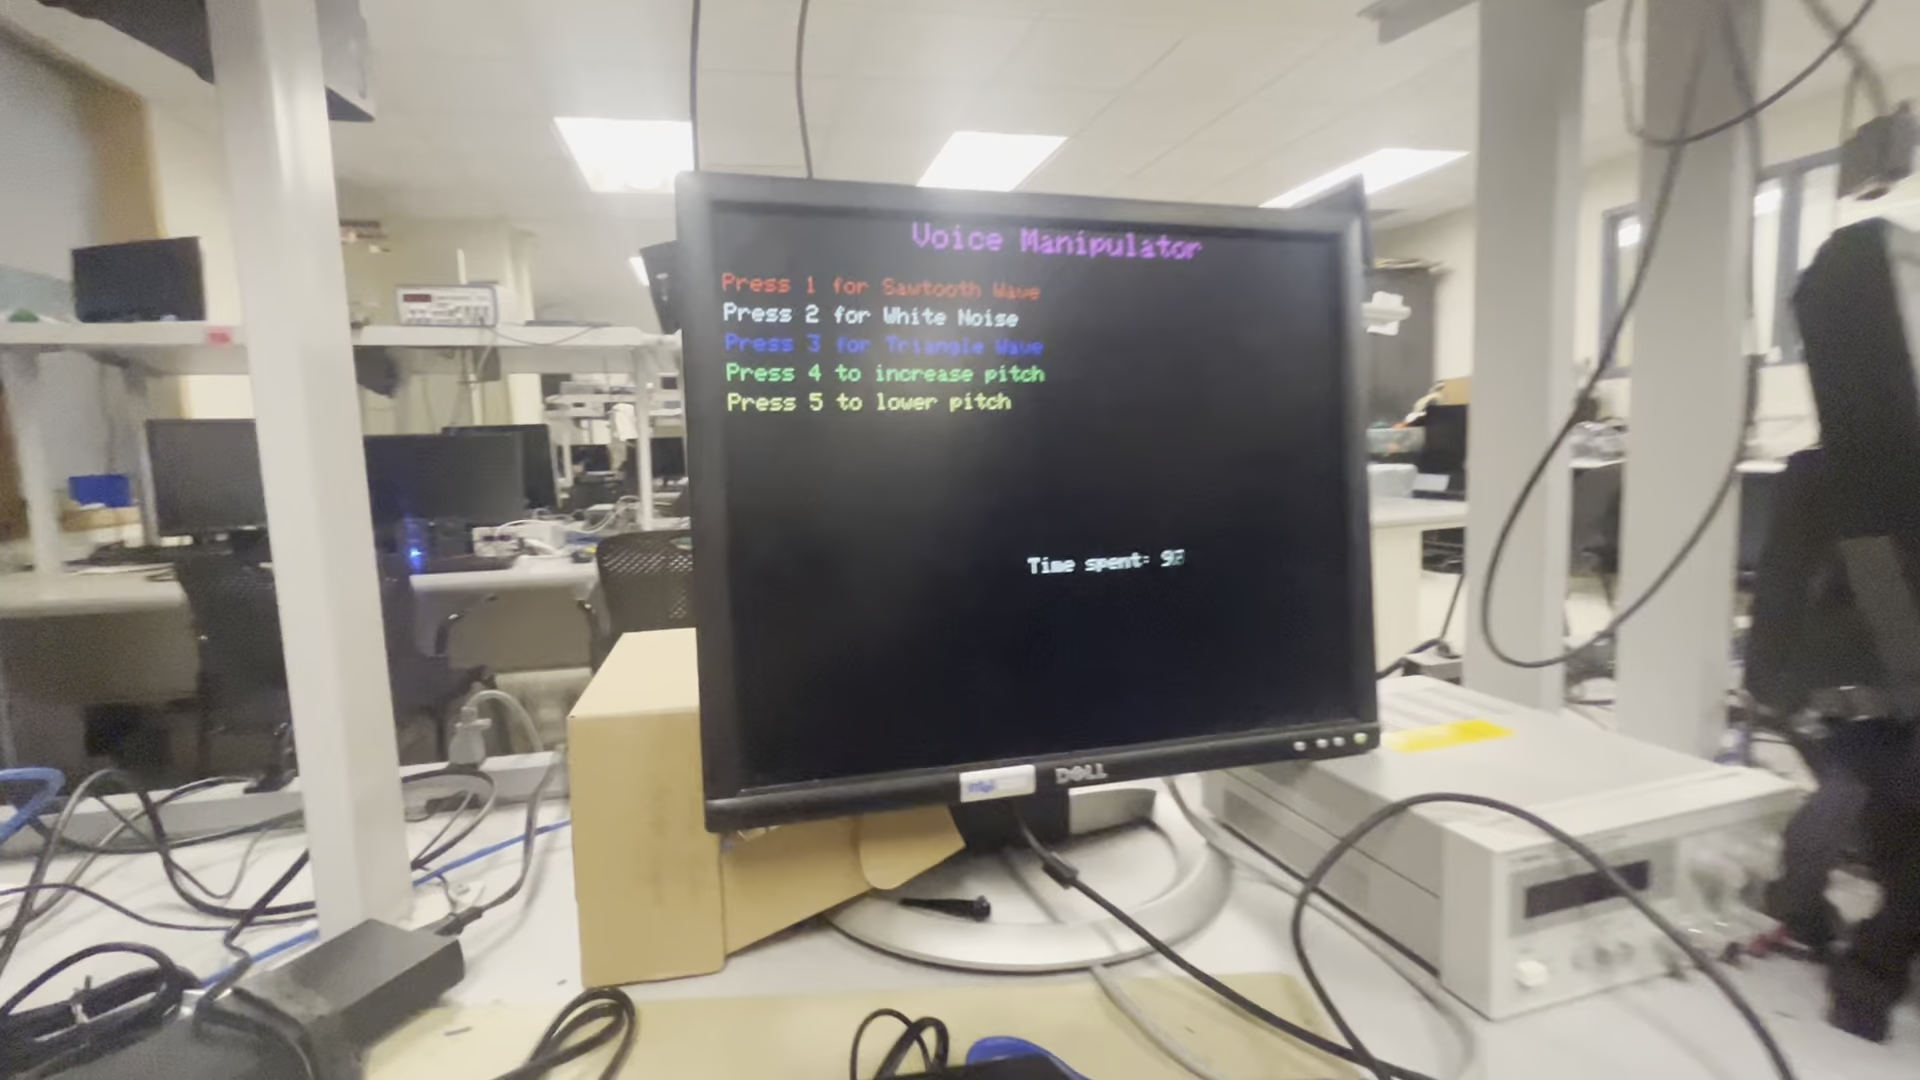 Voice Manipulator
Press 1 for Sawtooth Wave
Press 2 for White Noise
Press 3 for Triangle Wave
Press 4 to increase pitch
Press 5 to lower pitch
Time spent:
DELL